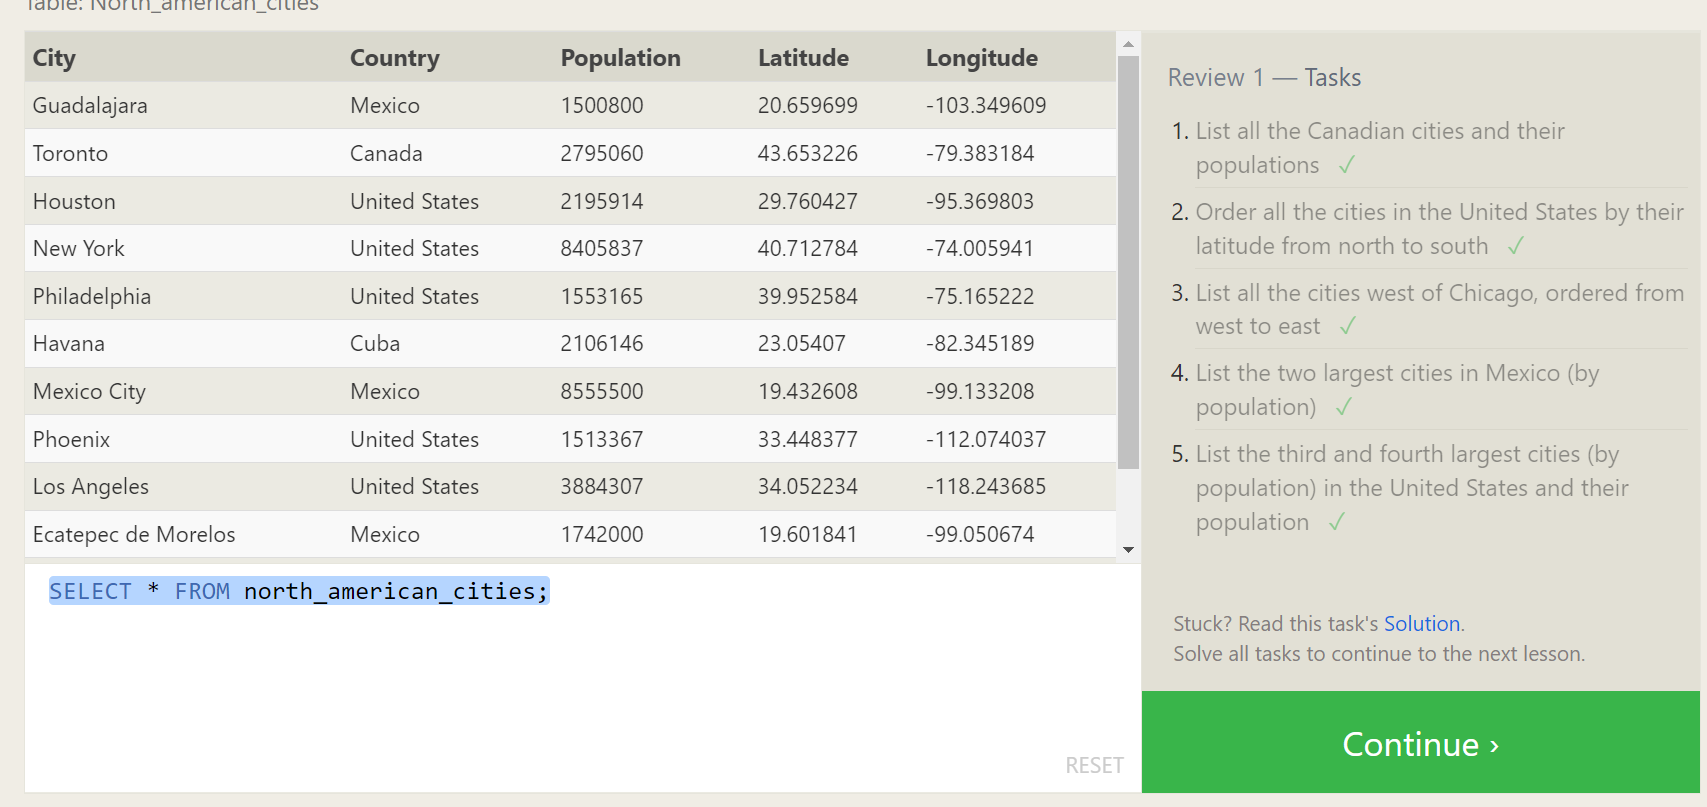 Table: North_american_cities
City Country Population Latitude Longitude
Guadalajara Mexico 1500800 20.659699 -103.349609
Toronto Canada 2795060 43.653226 -79.383184
Houston United States 2195914 29.760427 -95.369803
New York United States 8405837 40.712784 -74.005941
Philadelphia United States 1553165 39.952584 -75.165222
Havana Cuba 2106146 23.05407 -82.345189
Mexico City Mexico 8555500 19.432608 -99.133208
Phoenix United States 1513367 33.448377 -112.074037
Los Angeles United States 3884307 34.052234 -118.243685
Ecatepec de Morelos Mexico 1742000 19.601841 -99.050674
SELECT * FROM north_american_cities;
RESET
Review 1 — Tasks
1. List all the Canadian cities and their
populations ✓
2. Order all the cities in the United States by their
latitude from north to south ✓
3. List all the cities west of Chicago, ordered from
west to east ✓
4. List the two largest cities in Mexico (by
population) ✓
5. List the third and fourth largest cities (by
population) in the United States and their
population ✓
Stuck? Read this task's Solution.
Solve all tasks to continue to the next lesson.
Continue ›